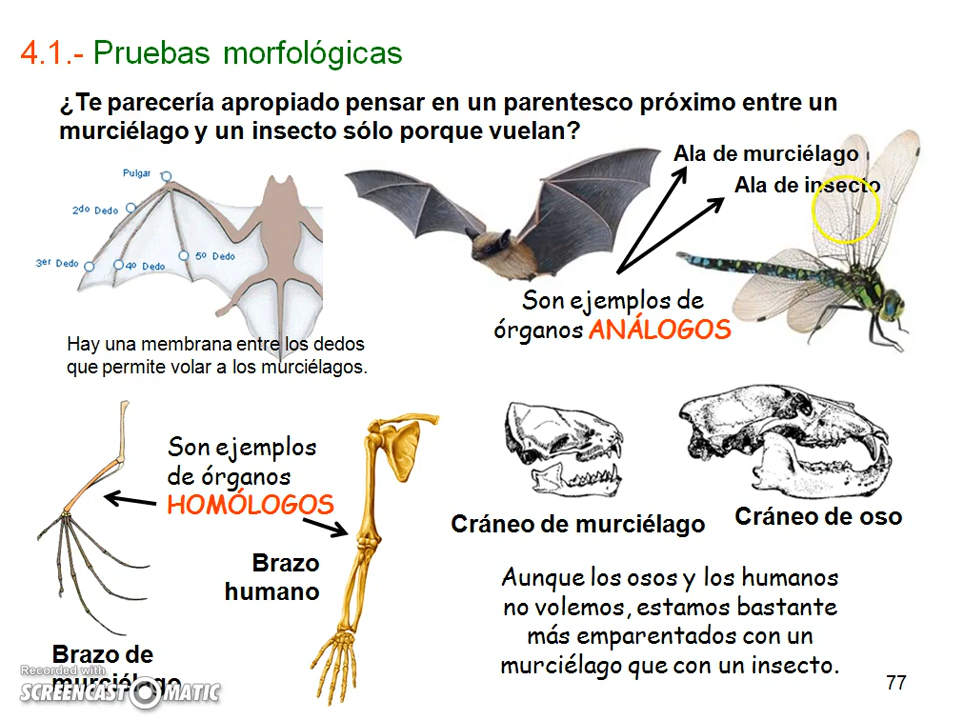 4.1.- Pruebas morfológicas
¿Te parecería apropiado pensar en un parentesco próximo entre un
murciélago y un insecto sólo porque vuelan?
Ala de murciélago
Ala de insecto
Pulgar
2do Dedo
3er Dedo
4º Dedo
5º Dedo
Son ejemplos de
órganos ANÁLOGOS
Hay una membrana entre los dedos
que permite volar a los murciélagos.
Son ejemplos
de órganos
HOMÓLOGOS
Brazo
humano
Brazo de
murciélago
Cráneo de murciélago
Cráneo de oso
Aunque los osos y los humanos
no volemos, estamos bastante
más emparentados con un
murciélago que con un insecto.
77
Recorded with
SCREENCAST-O-MATIC